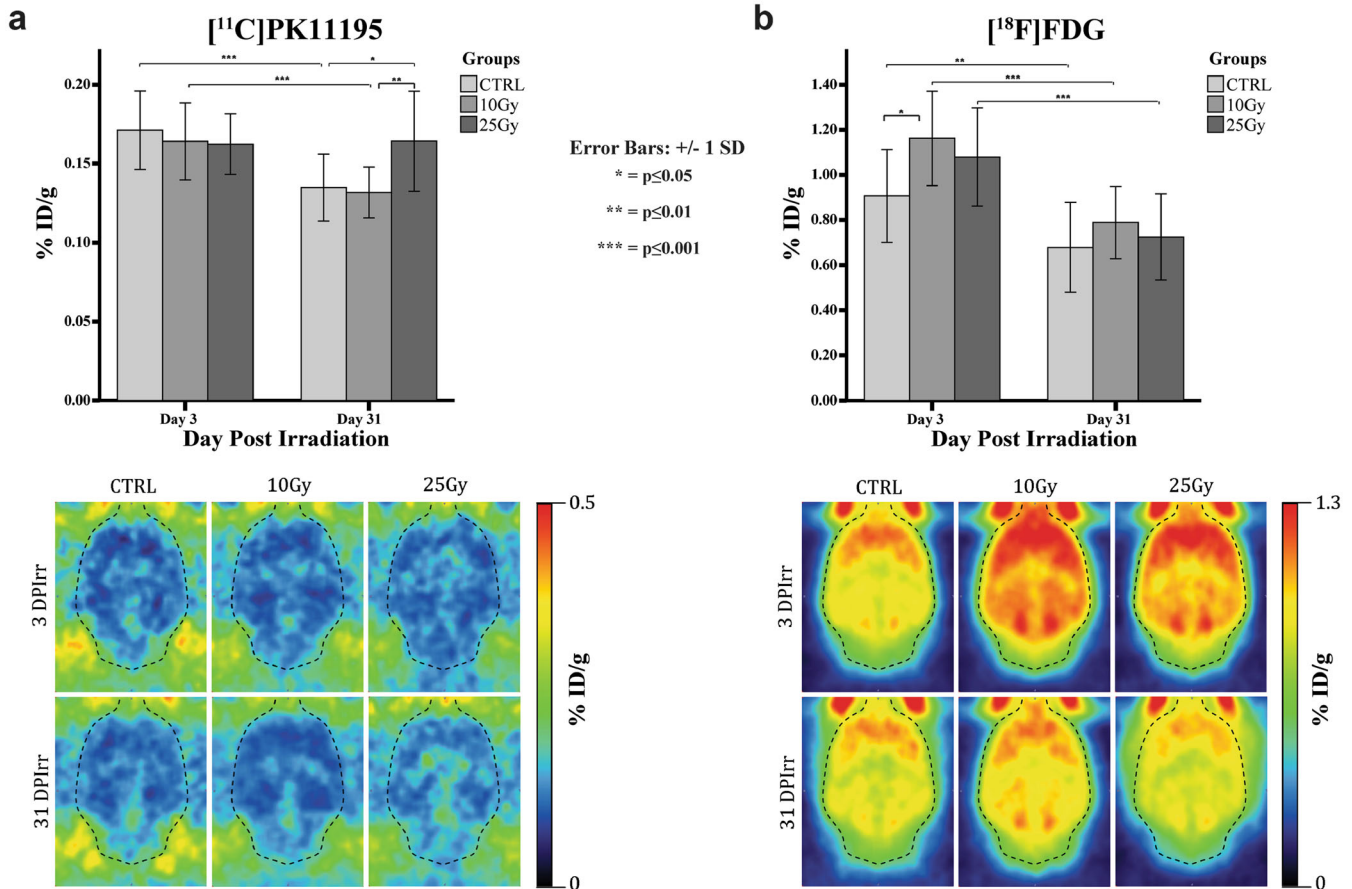 a
[¹¹C]PK11195
0.20
0.15
0.10
0.05
0.00
% ID/g
***
*
***
**
Groups
CTRL
10Gy
25Gy
Day 3
Day 31
Day Post Irradiation
Error Bars: +/- 1 SD
* = p≤0.05
** = p≤0.01
*** = p≤0.001
b
[¹⁸F]FDG
1.40
1.20
1.00
0.80
0.60
0.40
0.20
0.00
% ID/g
**
***
***
*
Groups
CTRL
10Gy
25Gy
Day 3
Day 31
Day Post Irradiation
CTRL
10Gy
25Gy
3 DPIrr
31 DPIrr
0.5
% ID/g
0
CTRL
10Gy
25Gy
3 DPIrr
31 DPIrr
1.3
% ID/g
0